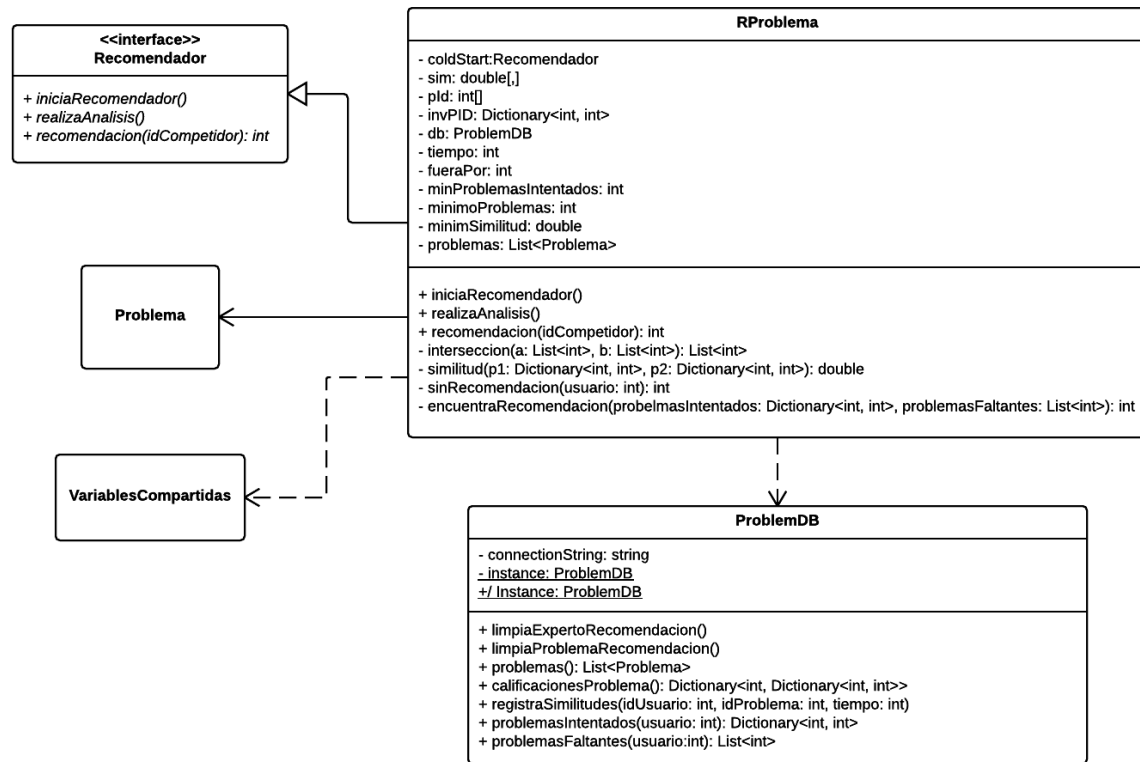 <<interface>>
Recomendador
+ iniciaRecomendador()
+ realizaAnalisis()
+ recomendacion(idCompetidor): int
RProblema
- coldStart:Recomendador
- sim: double[,]
- pId: int[]
- invPID: Dictionary<int, int>
- db: ProblemDB
- tiempo: int
- fueraPor: int
- minProblemasIntentados: int
- minimoProblemas: int
- minimSimilitud: double
- problemas: List<Problema>
+ iniciaRecomendador()
+ realizaAnalisis()
+ recomendacion(idCompetidor): int
- interseccion(a: List<int>, b: List<int>): List<int>
- similitud(p1: Dictionary<int, int>, p2: Dictionary<int, int>): double
- sinRecomendacion(usuario: int): int
- encuentraRecomendacion(probelmasIntentados: Dictionary<int, int>, problemasFaltantes: List<int>): int
Problema
VariablesCompartidas
ProblemDB
- connectionString: string
- instance: ProblemDB
+/ Instance: ProblemDB
+ limpiaExpertoRecomendacion()
+ limpiaProblemaRecomendacion()
+ problemas(): List<Problema>
+ calificacionesProblema(): Dictionary<int, Dictionary<int, int>>
+ registraSimilitudes(idUsuario: int, idProblema: int, tiempo: int)
+ problemasIntentados(usuario: int): Dictionary<int, int>
+ problemasFaltantes(usuario:int): List<int>